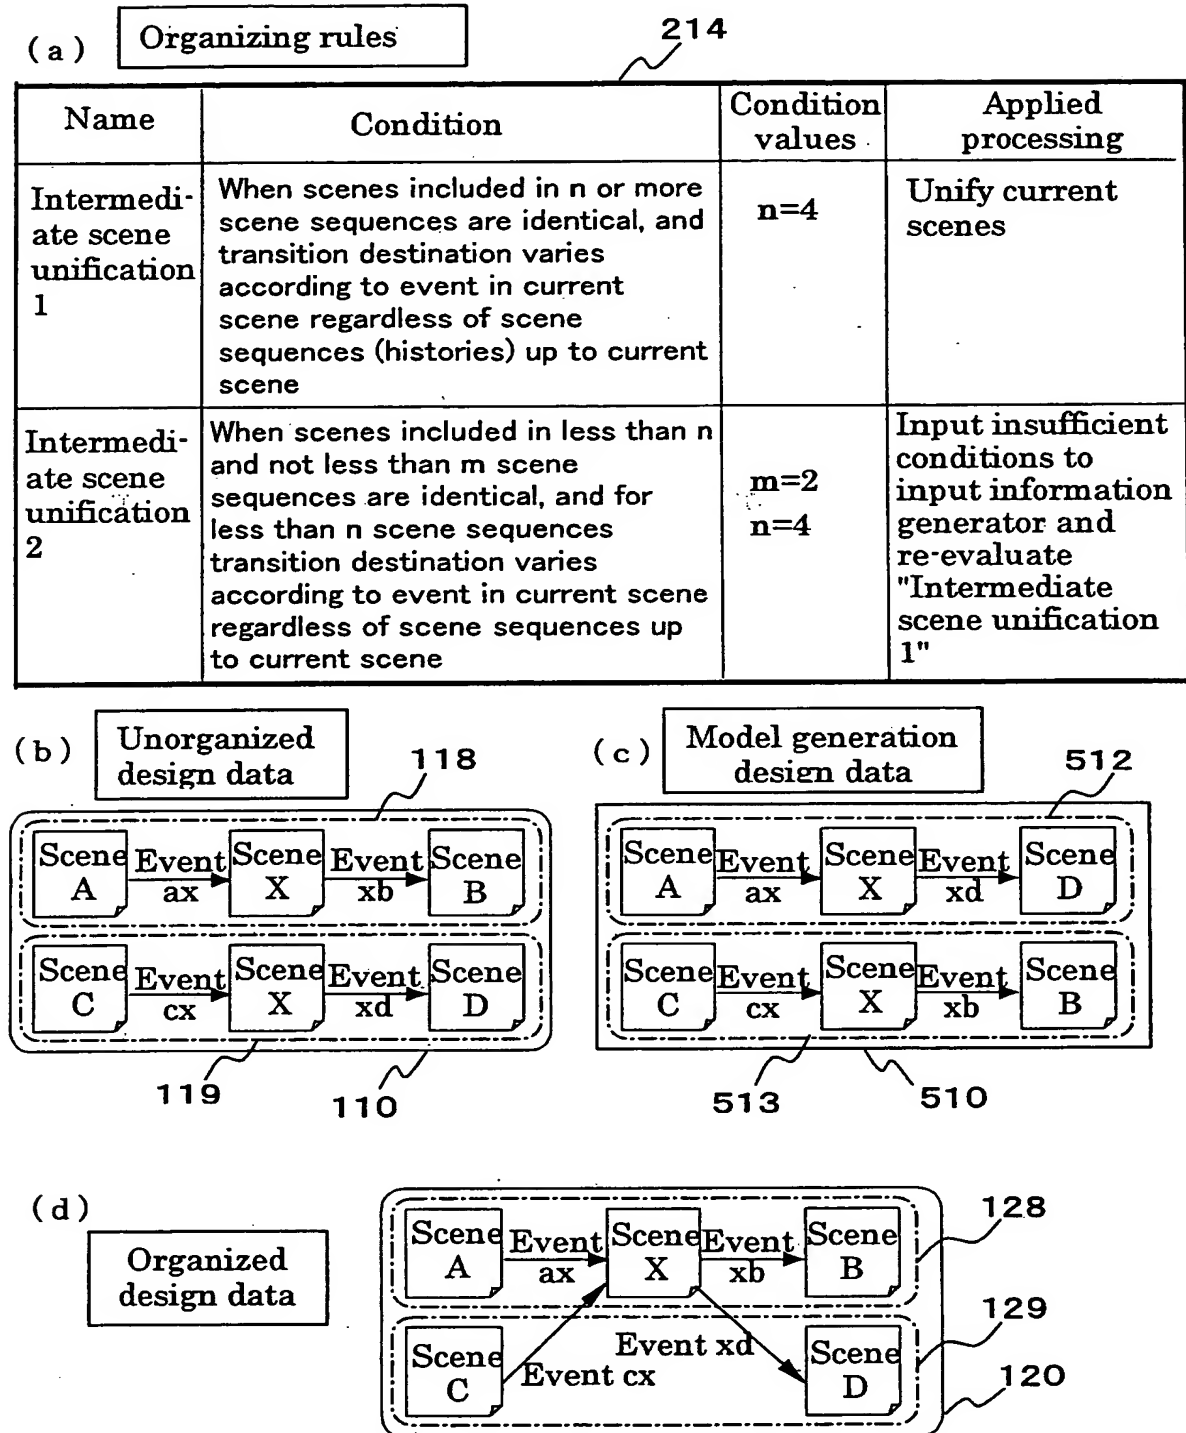 (a)
Organizing rules
214
Name
Condition
Condition
values
Applied
processing
Intermedi-
ate scene
unification
1
When scenes included in n or more
scene sequences are identical, and
transition destination varies
according to event in current
scene regardless of scene
sequences (histories) up to current
scene
n=4
Unify current
scenes
Intermedi-
ate scene
unification
2
When scenes included in less than n
and not less than m scene
sequences are identical, and for
less than n scene sequences
transition destination varies
according to event in current scene
regardless of scene sequences up
to current scene
m=2
n=4
Input insufficient
conditions to
input information
generator and
re-evaluate
"Intermediate
scene unification
1"
(b)
Unorganized
design data
118
Scene
A
Event
ax
Scene
X
Event
xb
Scene
B
Scene
C
Event
cx
Scene
X
Event
xd
Scene
D
119
110
(c)
Model generation
design data
512
Scene
A
Event
ax
Scene
X
Event
xd
Scene
D
Scene
C
Event
cx
Scene
X
Event
xb
Scene
B
513
510
(d)
Organized
design data
128
Scene
A
Event
ax
Scene
X
Event
xb
Scene
B
129
Scene
C
Event cx
Event xd
Scene
D
120